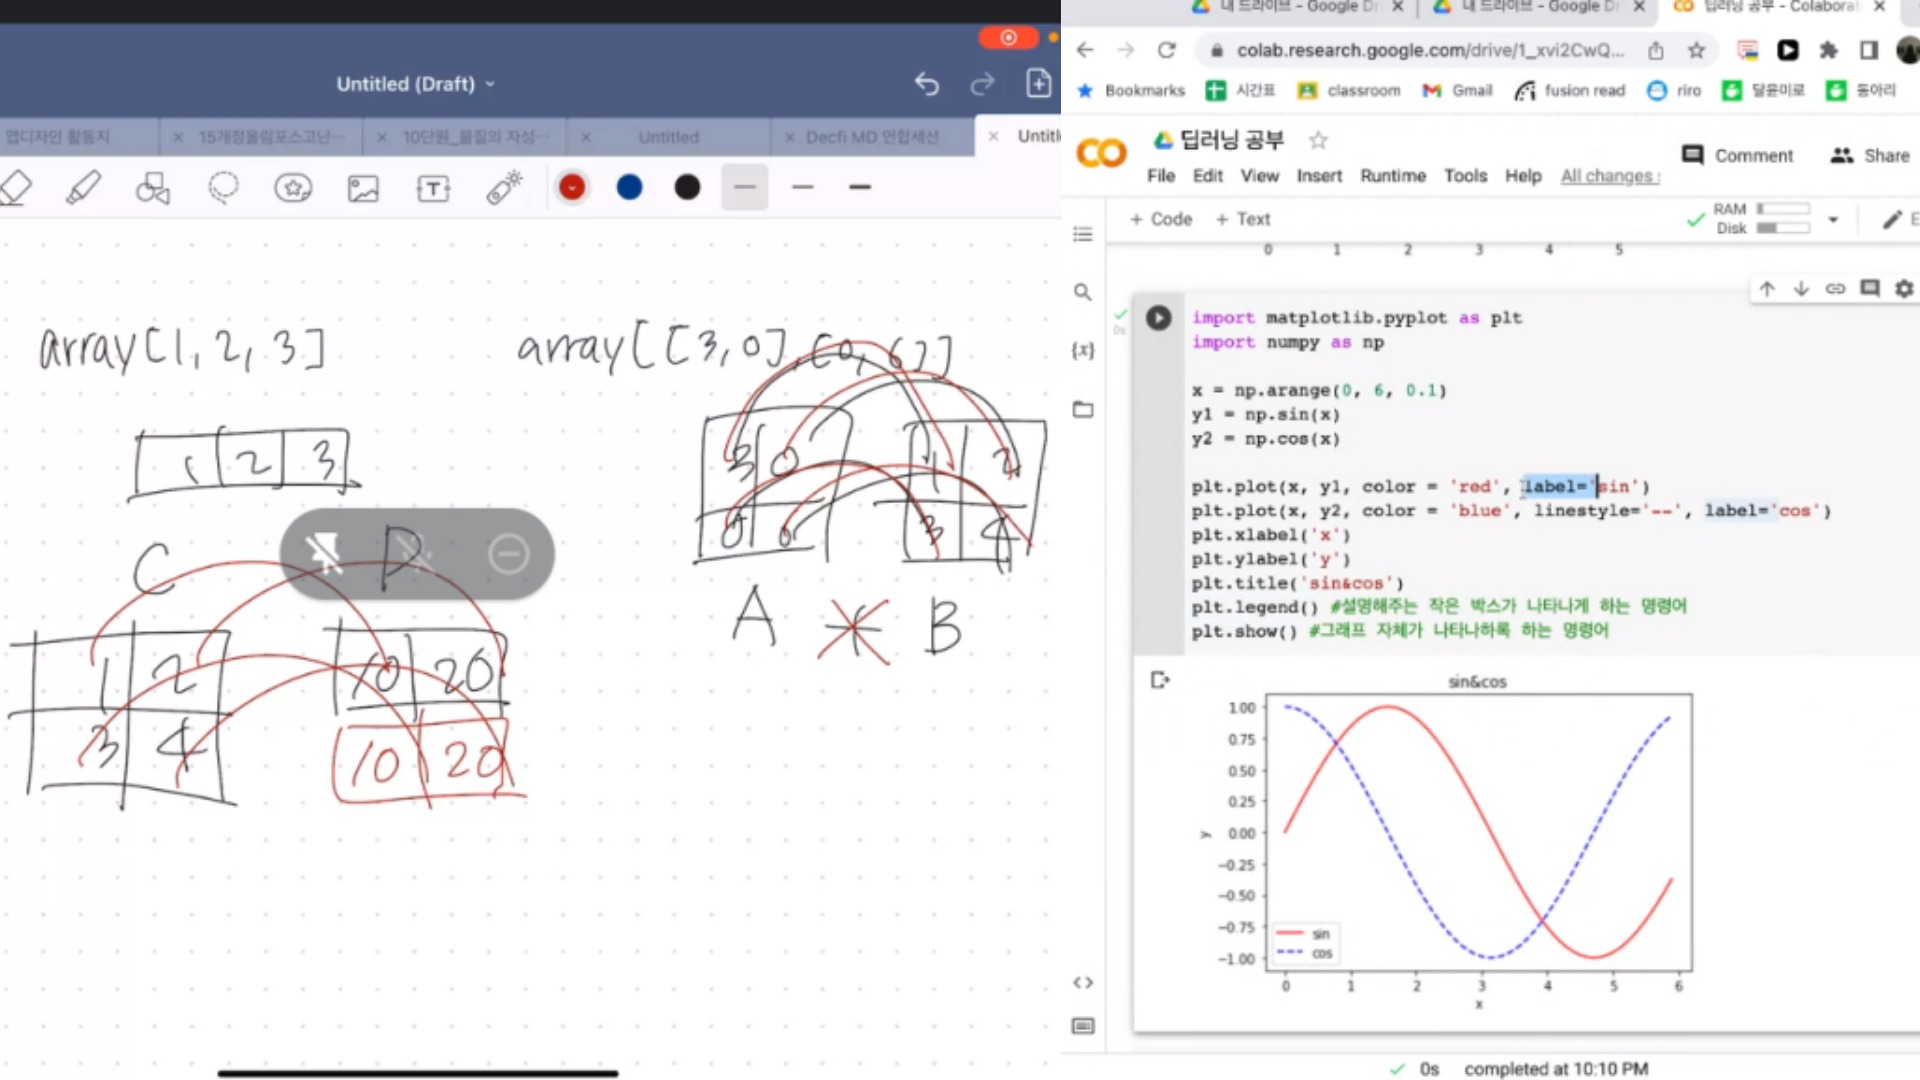 Untitled (Draft)
앱디자인 활동지
15개정올림포스고난…
10단원_물질의 자성…
Untitled
Decfi MD 연합세션
Untitl
array[1, 2, 3]
array[[3,0],[0,6]]
1 2 3
3 0
0 6
1 2
3 4
A * B
C D
1 2
3 4
10 20
10 20
내 드라이브 - Google Dr
내 드라이브 - Google Dr
딥러닝 공부 - Colaborat
colab.research.google.com/drive/1_xvi2CwQ...
Bookmarks
시간표
classroom
Gmail
fusion read
riro
달윤미로
동아리
딥러닝 공부
Comment
Share
File Edit View Insert Runtime Tools Help All changes s
+ Code + Text
RAM
Disk
0 1 2 3 4 5
0s
import matplotlib.pyplot as plt
import numpy as np
x = np.arange(0, 6, 0.1)
y1 = np.sin(x)
y2 = np.cos(x)
plt.plot(x, y1, color = 'red', label='sin')
plt.plot(x, y2, color = 'blue', linestyle='--', label='cos')
plt.xlabel('x')
plt.ylabel('y')
plt.title('sin&cos')
plt.legend() #설명해주는 작은 박스가 나타나게 하는 명령어
plt.show() #그래프 자체가 나타나하록 하는 명령어
sin&cos
1.00
0.75
0.50
0.25
0.00
−0.25
−0.50
−0.75
−1.00
y
sin
cos
0 1 2 3 4 5 6
x
0s completed at 10:10 PM